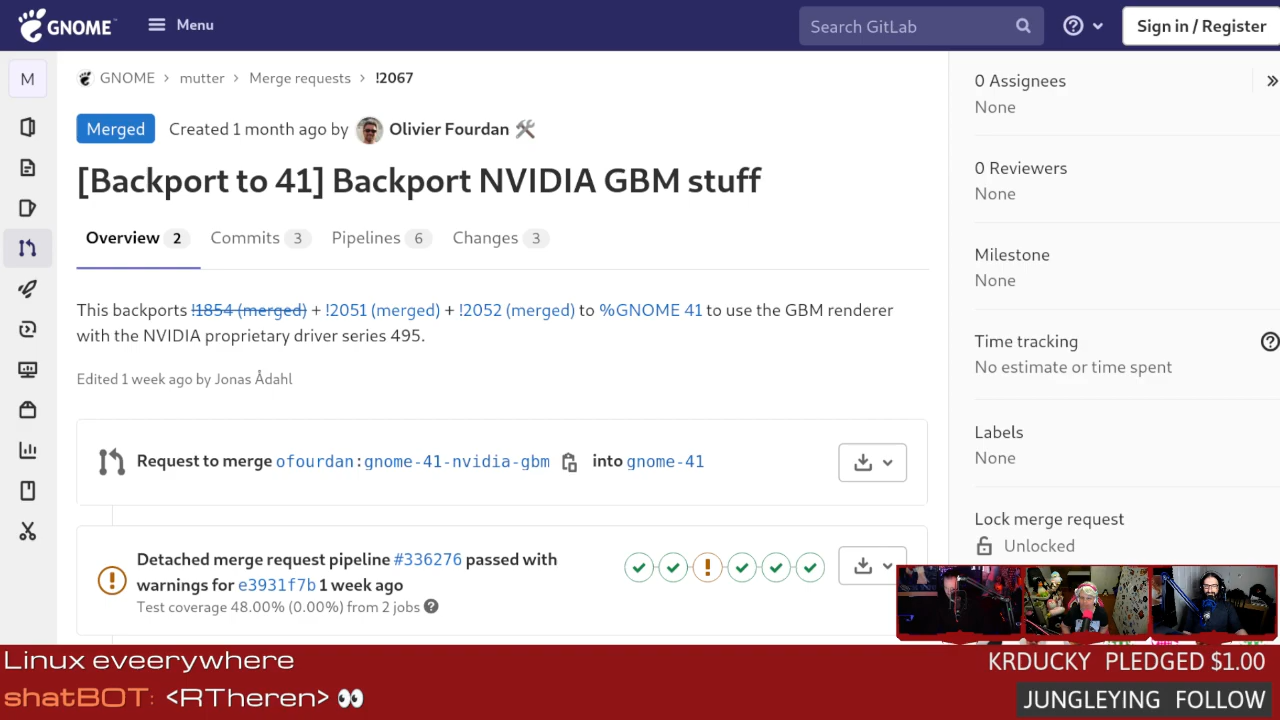 GNOME
Menu
Search GitLab
Sign in / Register
M
GNOME > mutter > Merge requests > !2067
Merged Created 1 month ago by Olivier Fourdan 🛠
[Backport to 41] Backport NVIDIA GBM stuff
Overview 2 Commits 3 Pipelines 6 Changes 3
This backports !1854 (merged) + !2051 (merged) + !2052 (merged) to %GNOME 41 to use the GBM renderer
with the NVIDIA proprietary driver series 495.
Edited 1 week ago by Jonas Ådahl
Request to merge ofourdan:gnome-41-nvidia-gbm into gnome-41
Detached merge request pipeline #336276 passed with
warnings for e3931f7b 1 week ago
Test coverage 48.00% (0.00%) from 2 jobs
0 Assignees
None
0 Reviewers
None
Milestone
None
Time tracking
No estimate or time spent
Labels
None
Lock merge request
Unlocked
Linux eveerywhere
shatBOT: <RTheren> 👀
KRDUCKY PLEDGED $1.00
JUNGLEYING FOLLOW